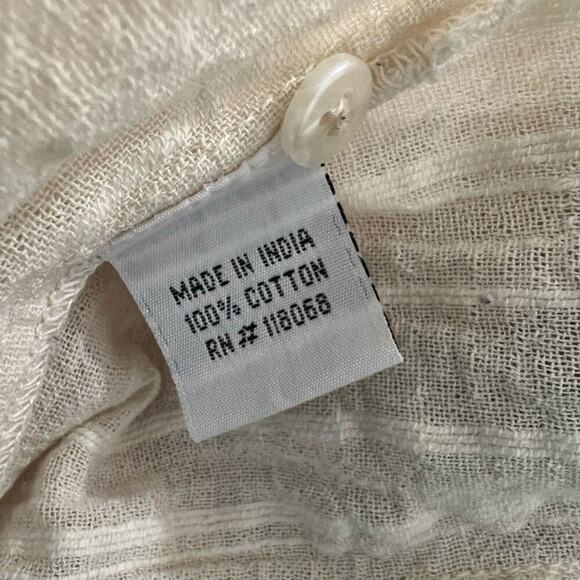 MADE IN INDIA
100% COTTON
RN # 118068